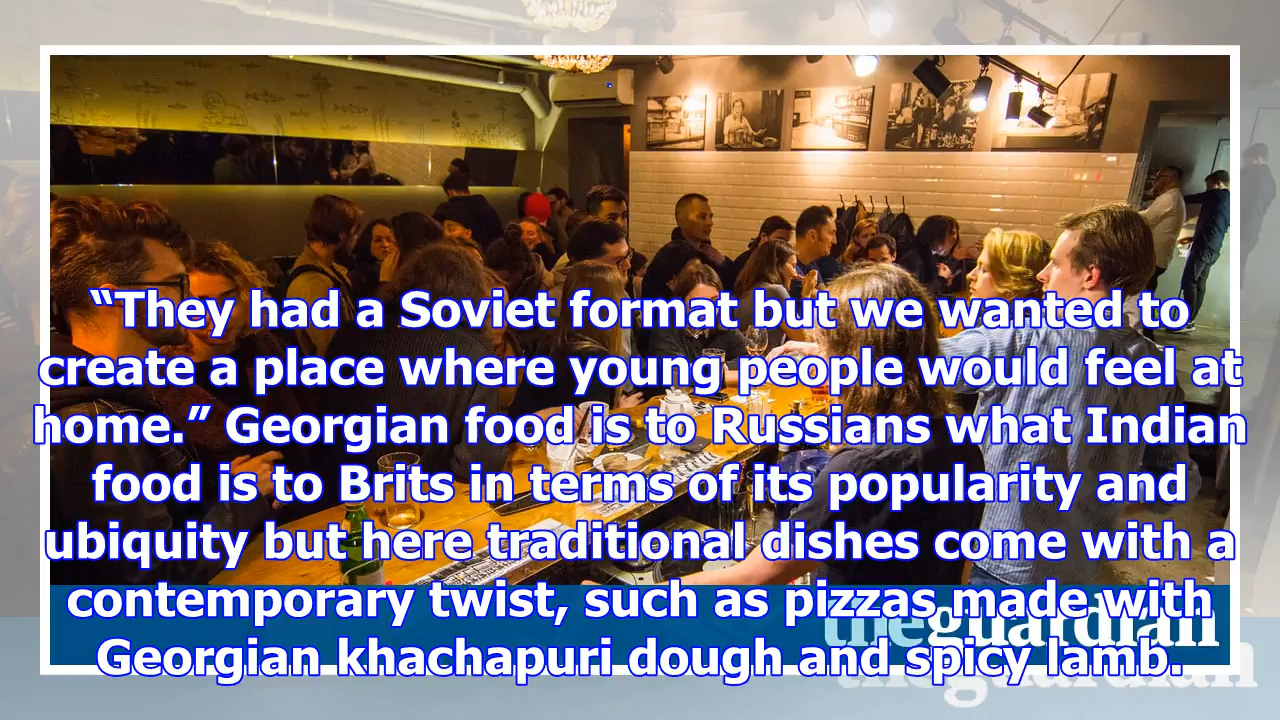 “They had a Soviet format but we wanted to
create a place where young people would feel at
home.” Georgian food is to Russians what Indian
food is to Brits in terms of its popularity and
ubiquity but here traditional dishes come with a
contemporary twist, such as pizzas made with
Georgian khachapuri dough and spicy lamb.
theguardian
theguardian